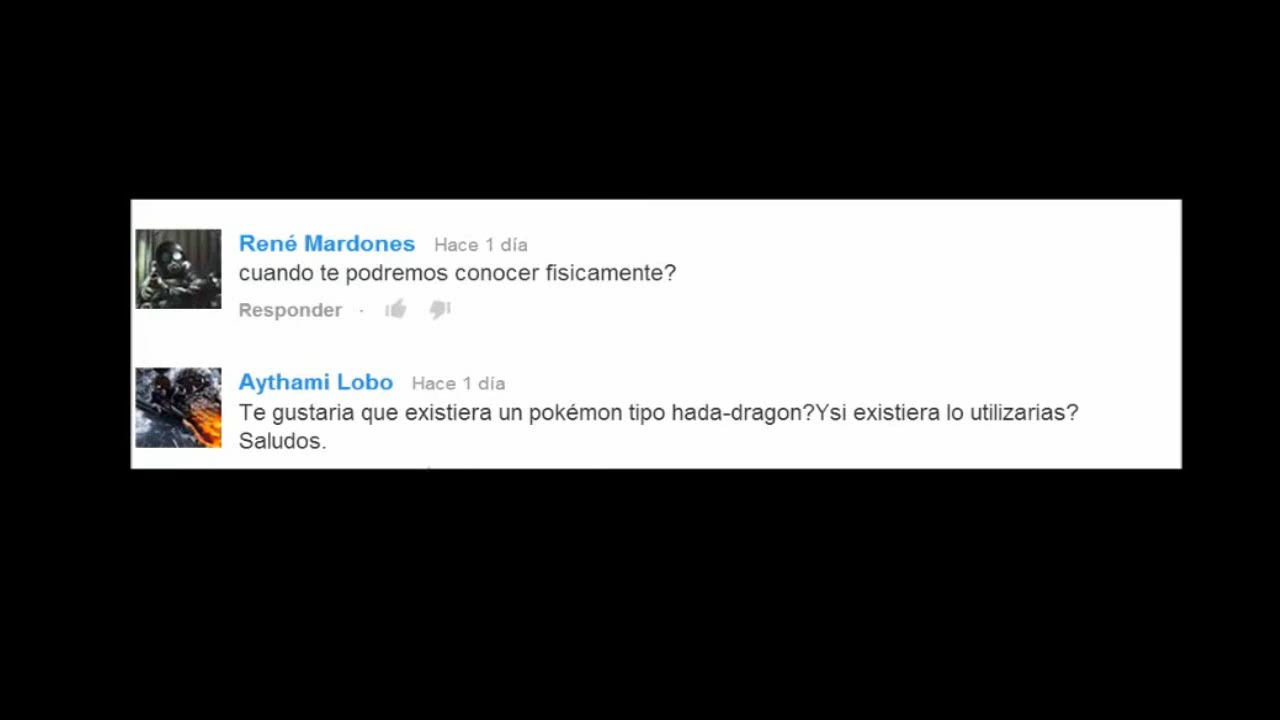 René Mardones Hace 1 día
cuando te podremos conocer fisicamente?
Responder ·
Aythami Lobo Hace 1 día
Te gustaria que existiera un pokémon tipo hada-dragon?Ysi existiera lo utilizarias?
Saludos.